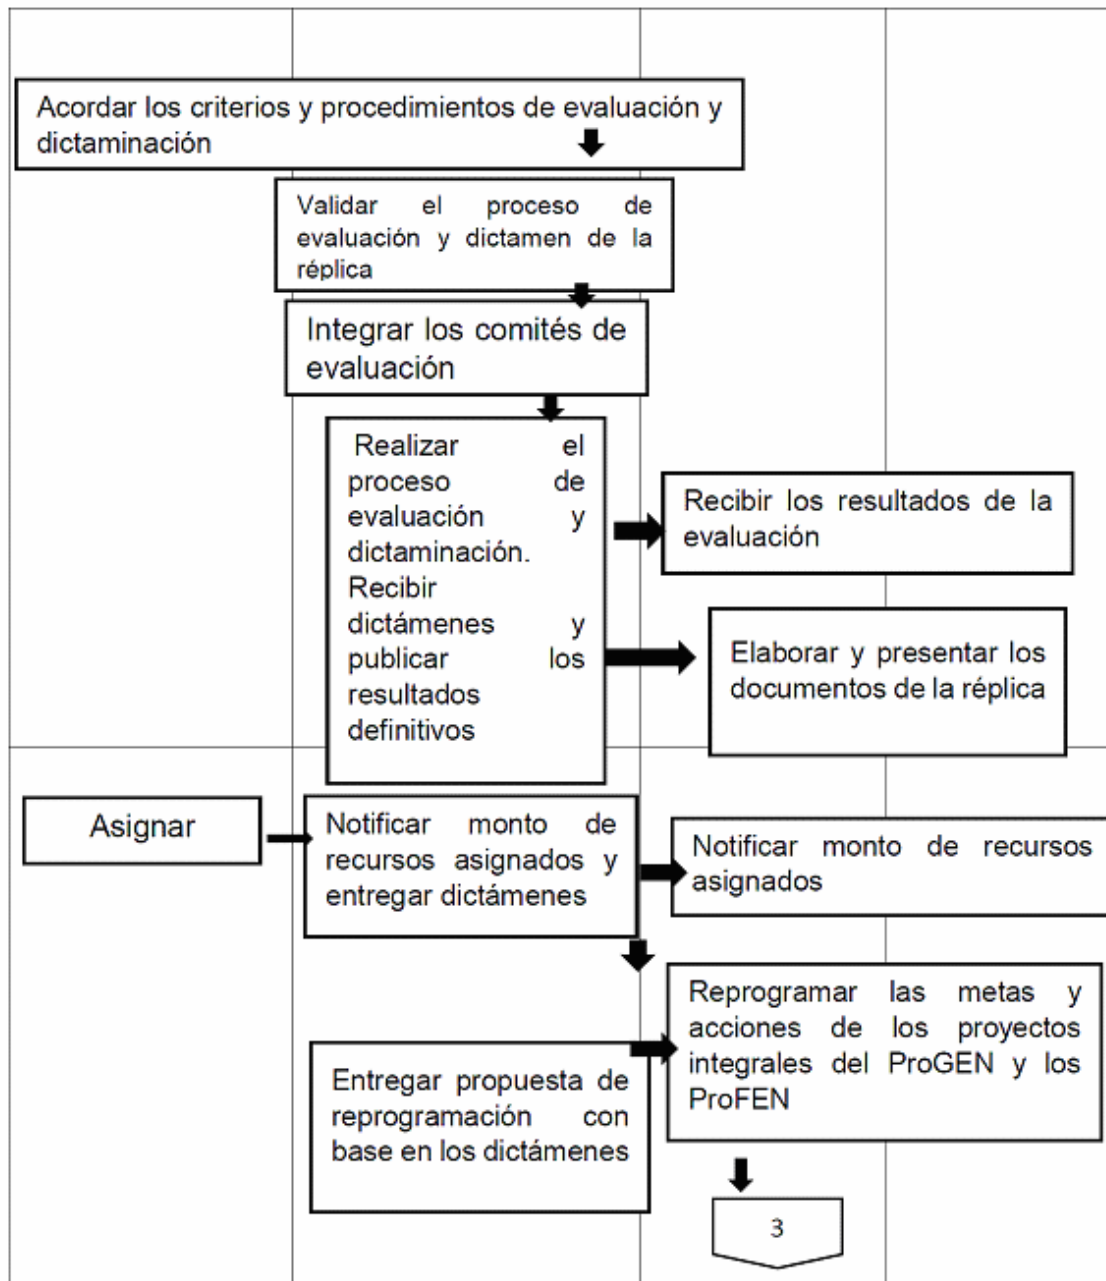 Acordar los criterios y procedimientos de evaluación y
dictaminación
Validar el proceso de
evaluación y dictamen de la
réplica
Integrar los comités de
evaluación
Realizar el
proceso de
evaluación y
dictaminación.
Recibir
dictámenes y
publicar los
resultados
definitivos
Recibir los resultados de la
evaluación
Elaborar y presentar los
documentos de la réplica
Asignar
Notificar monto de
recursos asignados y
entregar dictámenes
Notificar monto de recursos
asignados
Reprogramar las metas y
acciones de los proyectos
integrales del ProGEN y los
ProFEN
Entregar propuesta de
reprogramación con
base en los dictámenes
3